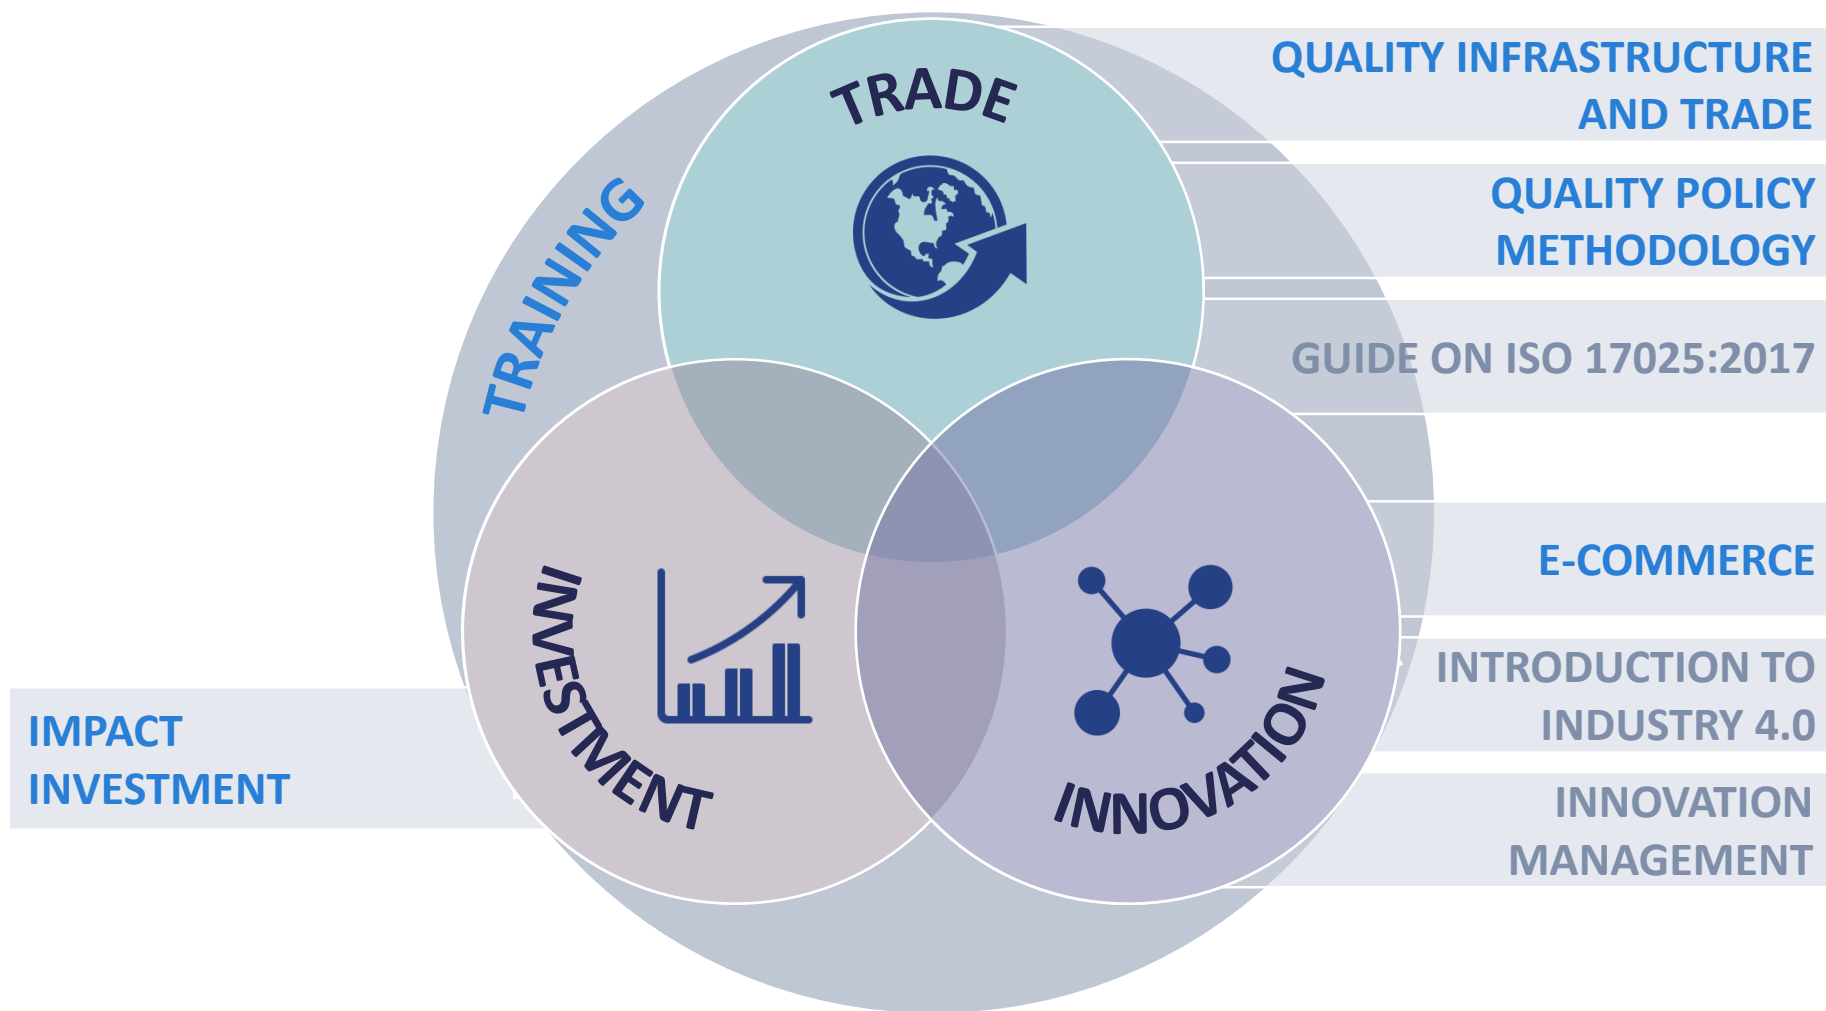 TRADE
QUALITY INFRASTRUCTURE
AND TRADE
TRAINING
QUALITY POLICY
METHODOLOGY
GUIDE ON ISO 17025:2017
E-COMMERCE
INVESTMENT
INNOVATION
INTRODUCTION TO
INDUSTRY 4.0
IMPACT
INVESTMENT
INNOVATION
MANAGEMENT